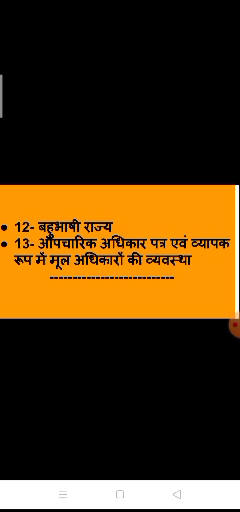 ● 12- बहुभाषी राज्य
● 13- औपचारिक अधिकार पत्र एवं व्यापक
रूप में मूल अधिकारों की व्यवस्था
---------------------------